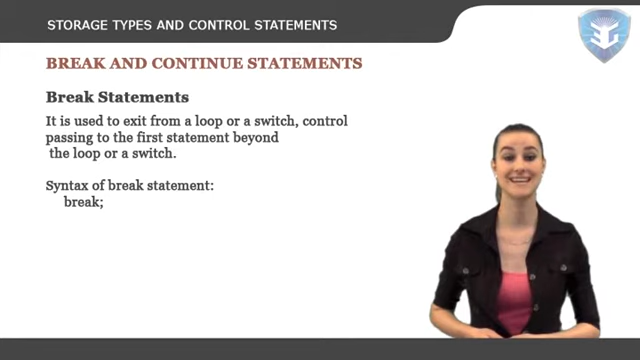 STORAGE TYPES AND CONTROL STATEMENTS
BREAK AND CONTINUE STATEMENTS
Break Statements
It is used to exit from a loop or a switch, control
passing to the first statement beyond
the loop or a switch.
Syntax of break statement:
break;